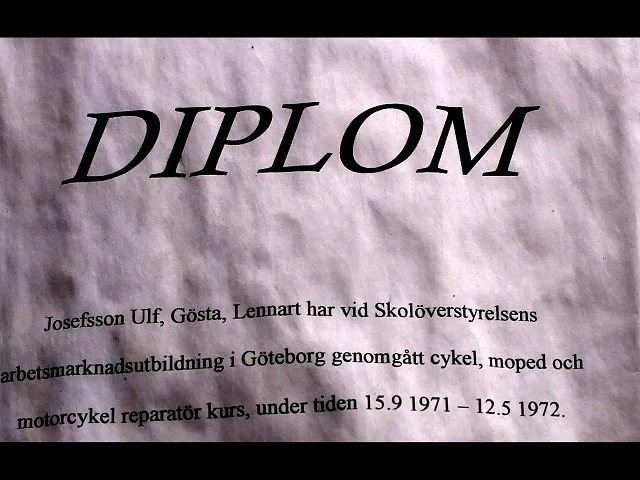 DIPLOM
Josefsson Ulf, Gösta, Lennart har vid Skolöverstyrelsens
arbetsmarknadsutbildning i Göteborg genomgått cykel, moped och
motorcykel reparatör kurs, under tiden 15.9 1971 – 12.5 1972.